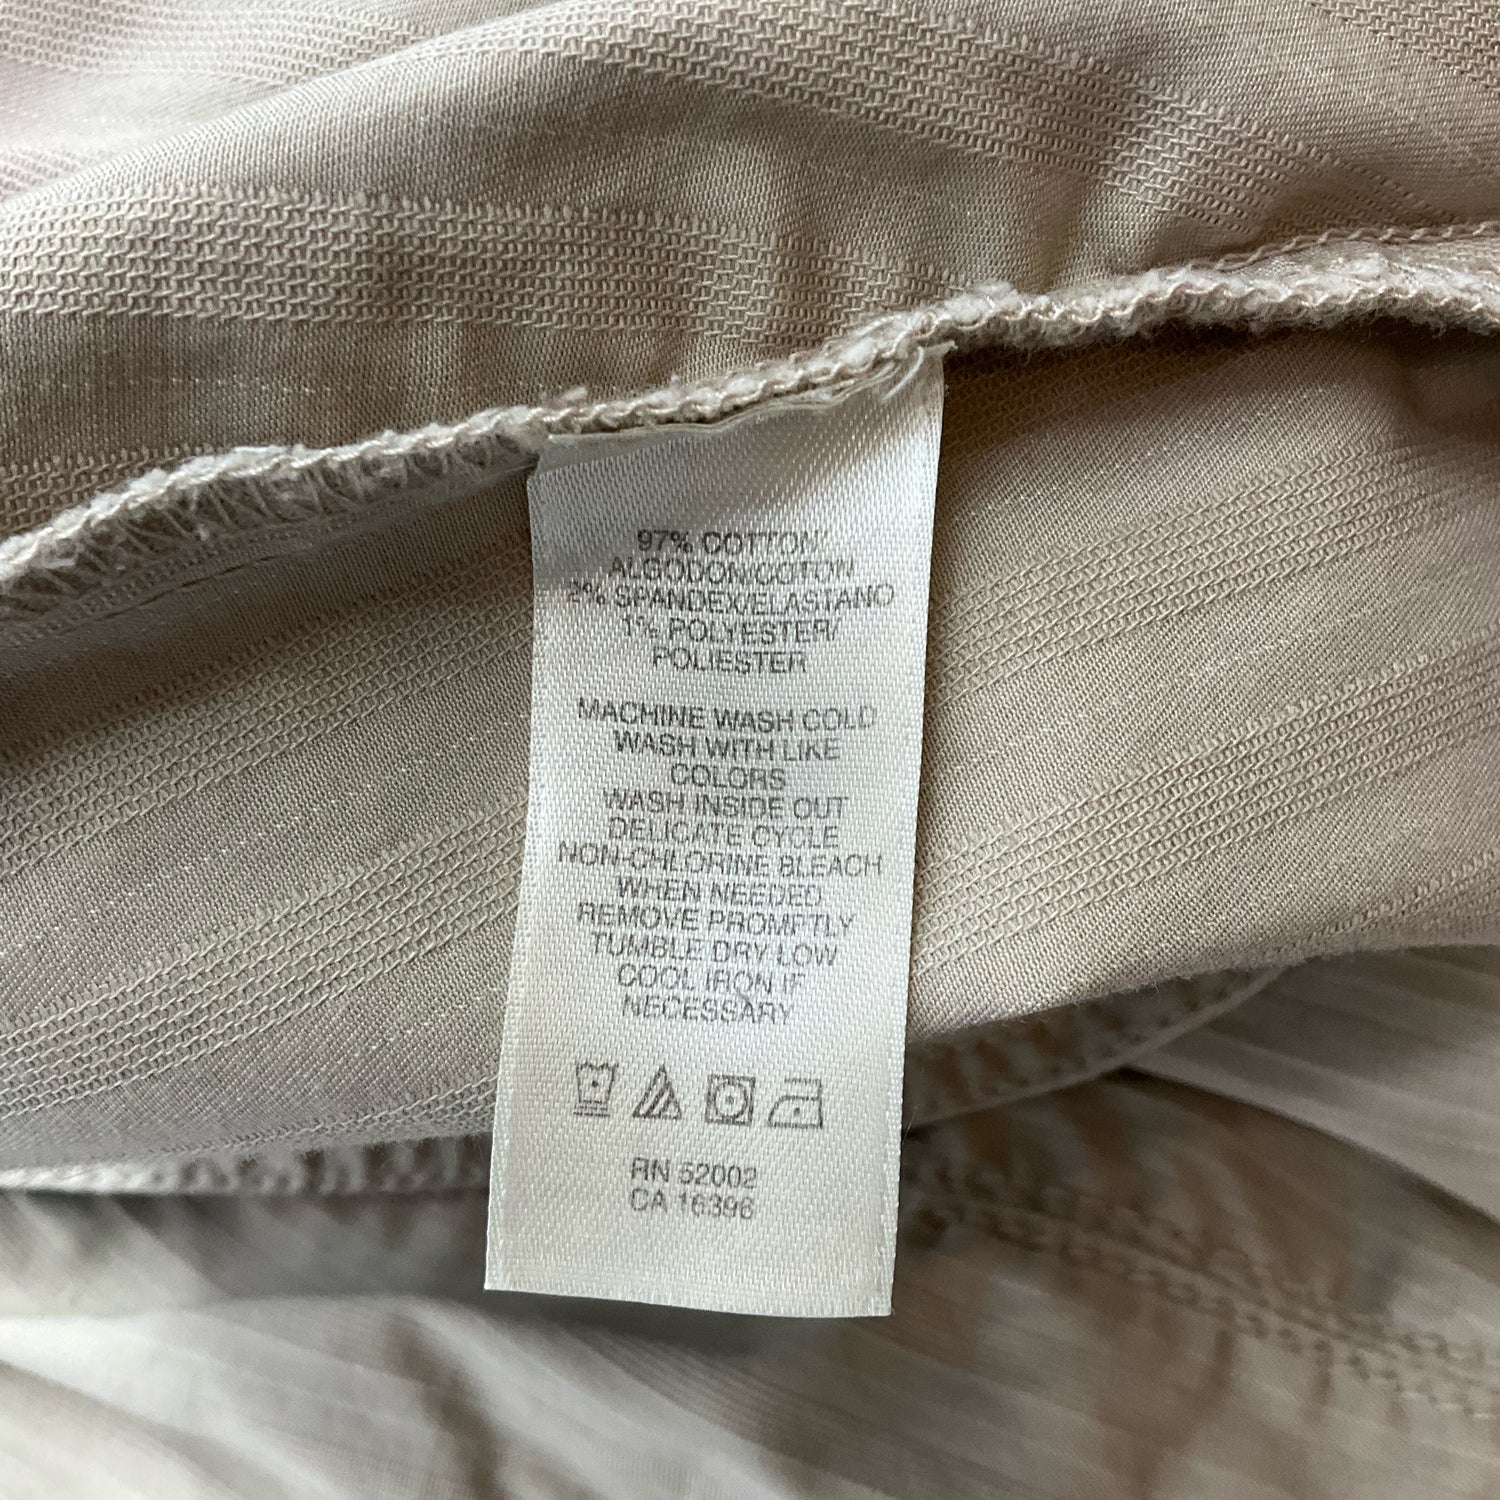 97% COTTON/
ALGODON/COTON
2% SPANDEX/ELASTANO
1% POLYESTER/
POLIESTER
MACHINE WASH COLD
WASH WITH LIKE
COLORS
WASH INSIDE OUT
DELICATE CYCLE
NON-CHLORINE BLEACH
WHEN NEEDED
REMOVE PROMPTLY
TUMBLE DRY LOW
COOL IRON IF
NECESSARY
RN 52002
CA 16396